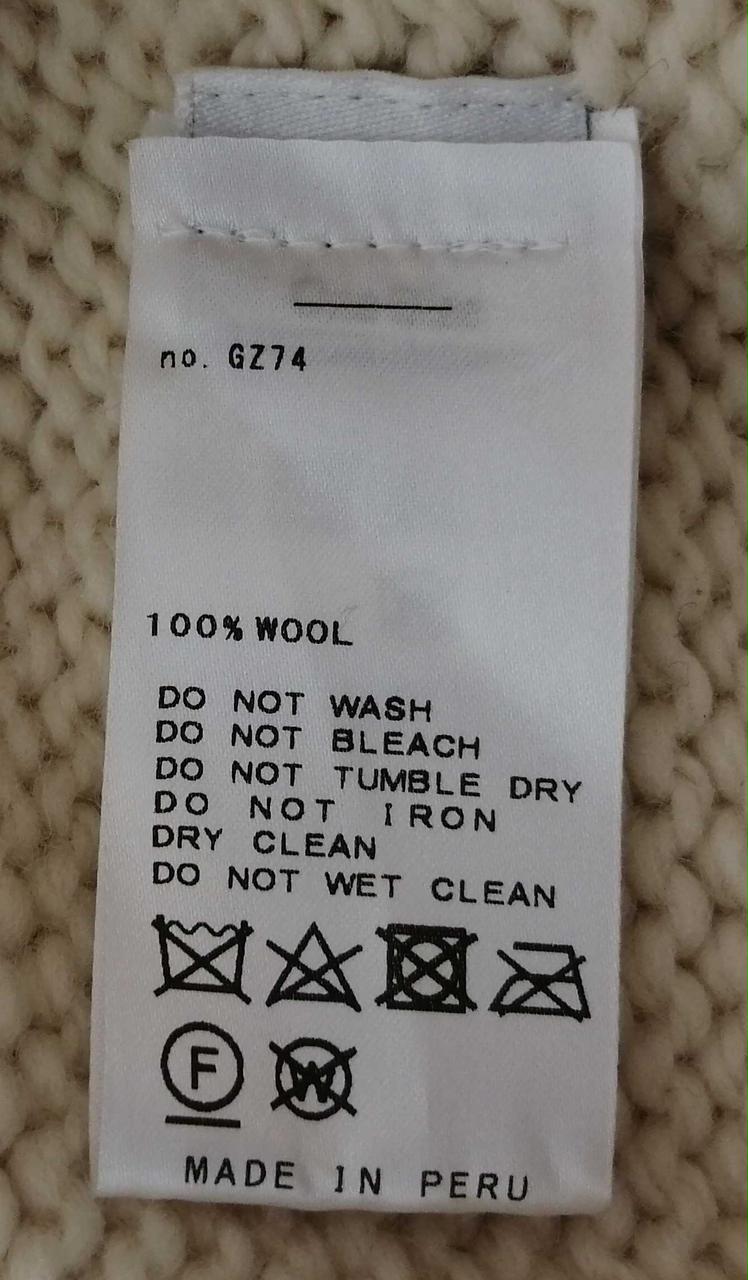 no. GZ74
100% WOOL
DO NOT WASH
DO NOT BLEACH
DO NOT TUMBLE DRY
DO NOT IRON
DRY CLEAN
DO NOT WET CLEAN
F W
MADE IN PERU